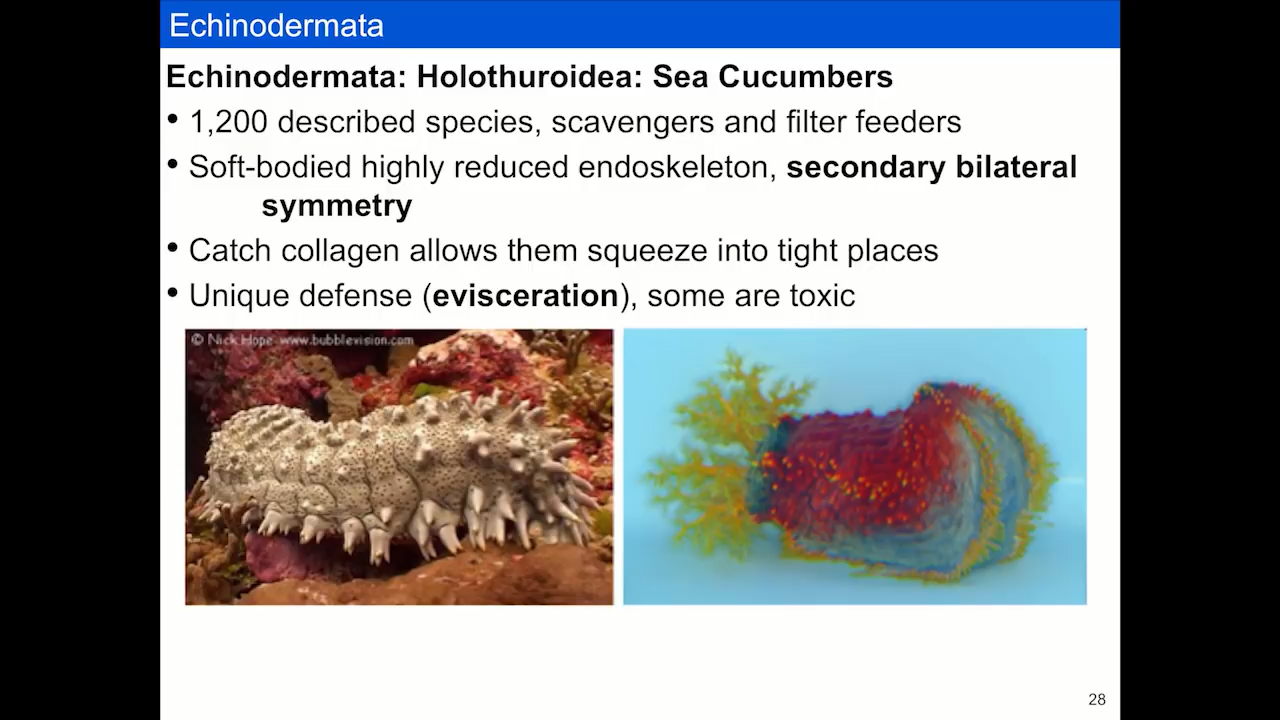 Echinodermata
Echinodermata: Holothuroidea: Sea Cucumbers
• 1,200 described species, scavengers and filter feeders
• Soft-bodied highly reduced endoskeleton, secondary bilateral
symmetry
• Catch collagen allows them squeeze into tight places
• Unique defense (evisceration), some are toxic
© Nick Hope www.bubblevision.com
28